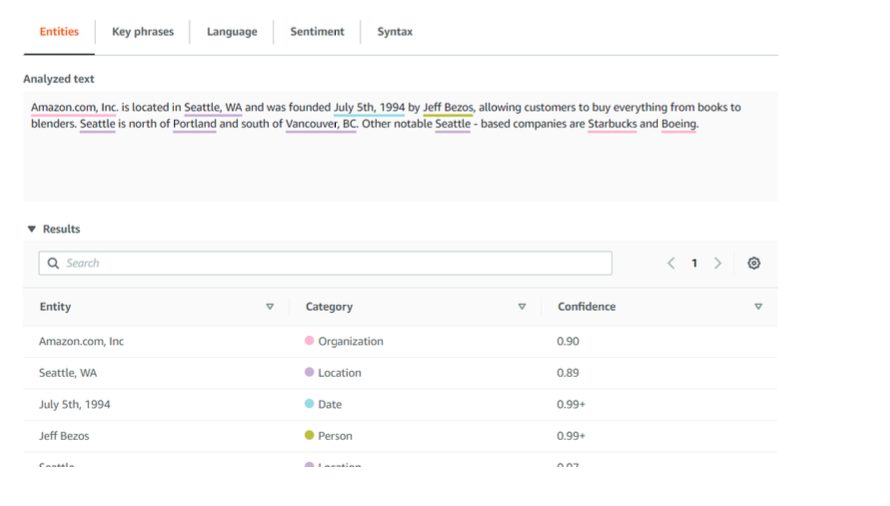 Entities Key phrases Language Sentiment Syntax
Analyzed text
Amazon.com, Inc. is located in Seattle, WA and was founded July 5th, 1994 by Jeff Bezos, allowing customers to buy everything from books to
blenders. Seattle is north of Portland and south of Vancouver, BC. Other notable Seattle - based companies are Starbucks and Boeing.
Results
Search 1
Entity Category Confidence
Amazon.com, Inc Organization 0.90
Seattle, WA Location 0.89
July 5th, 1994 Date 0.99+
Jeff Bezos Person 0.99+
Seattle Location 0.97